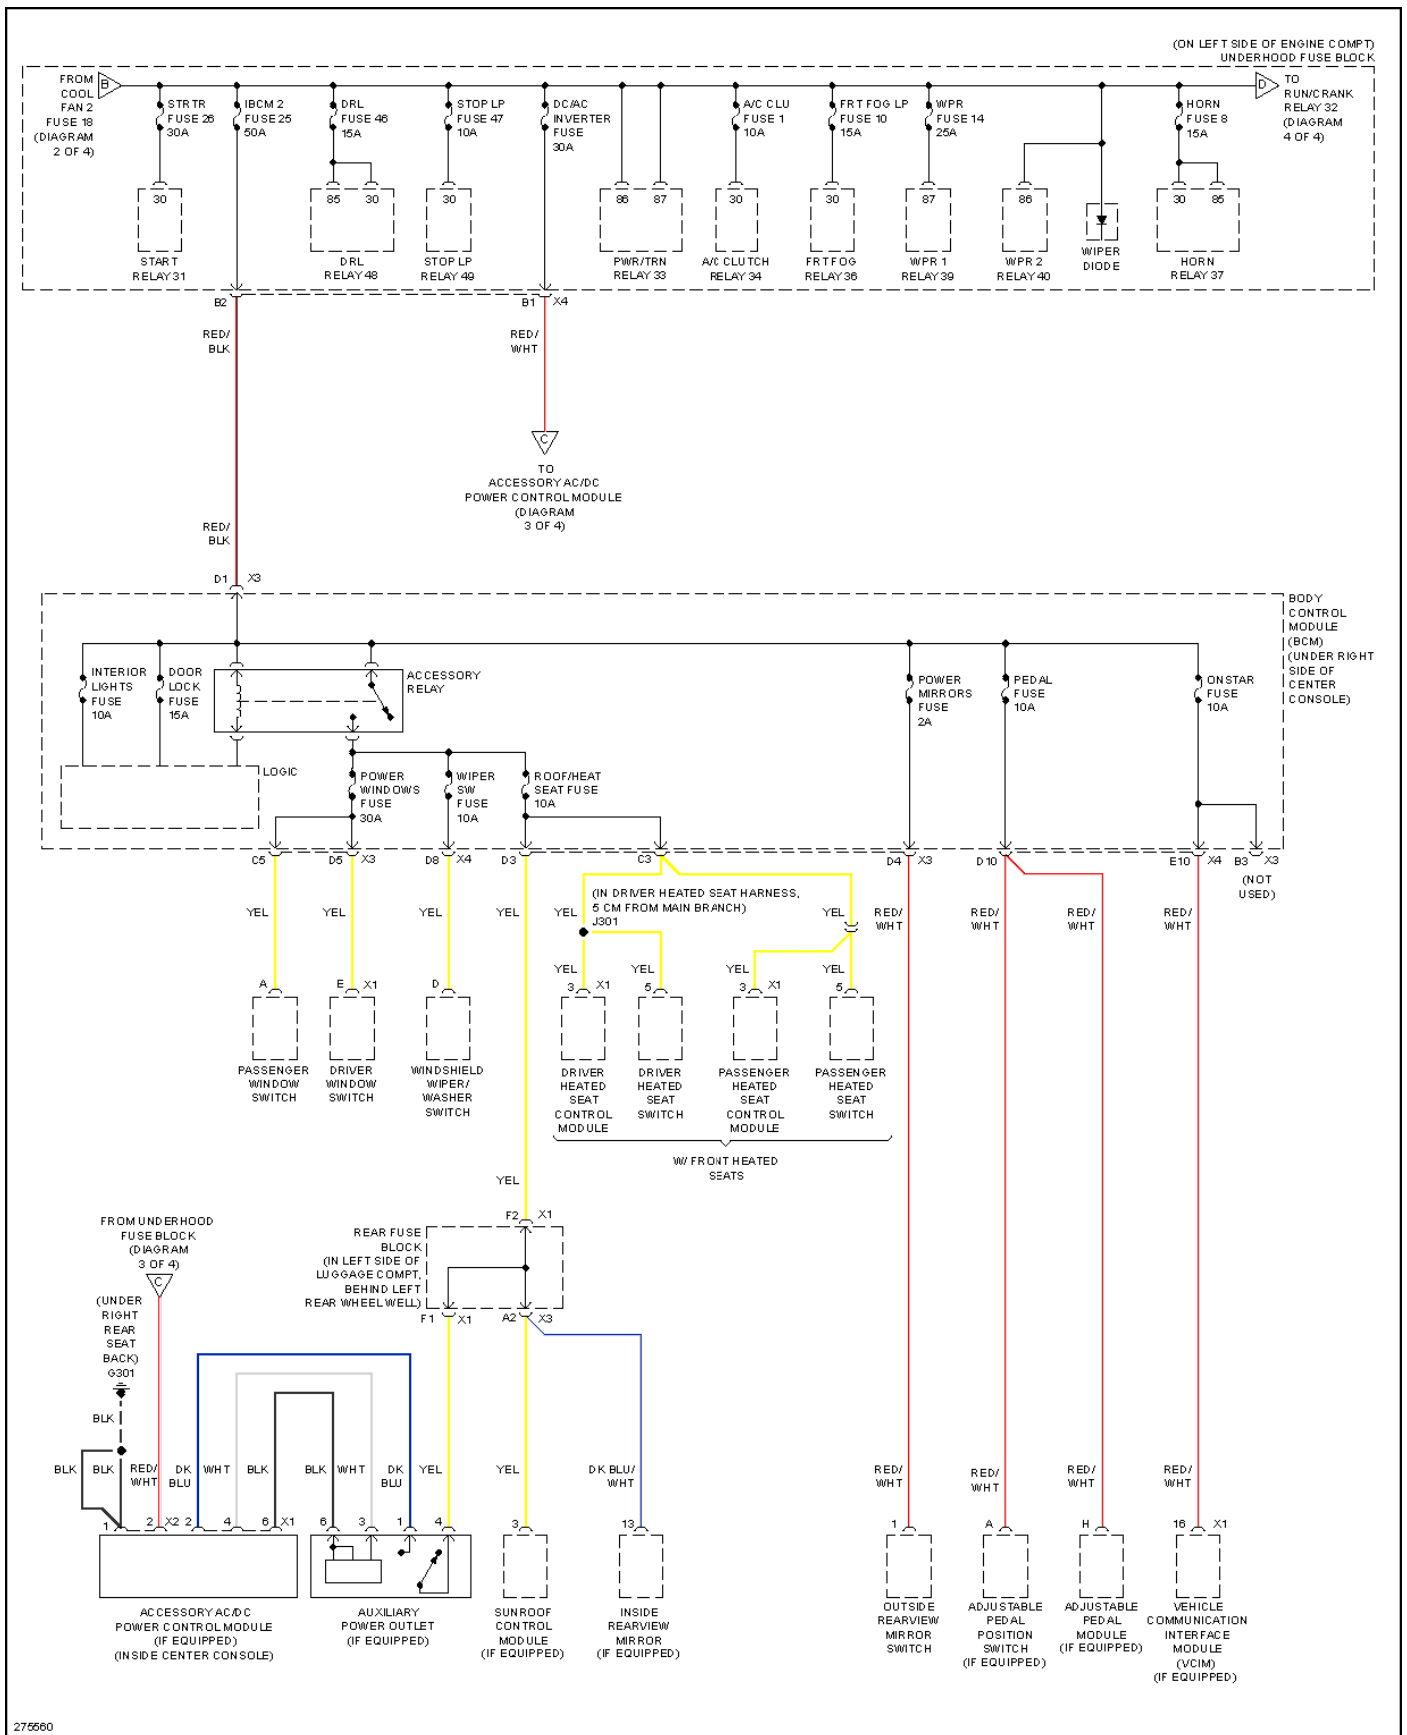 (ON LEFT SIDE OF ENGINE COMPT)
UNDERHOOD FUSE BLOCK
FROM
COOL
FAN 2
FUSE 18
(DIAGRAM
2 OF 4)
B
STRTR
FUSE 26
30A
IBCM 2
FUSE 25
50A
DRL
FUSE 46
15A
STOP LP
FUSE 47
10A
DC/AC
INVERTER
FUSE
30A
A/C CLU
FUSE 1
10A
FRT FOG LP
FUSE 10
15A
WPR
FUSE 14
25A
HORN
FUSE 8
15A
D
TO
RUN/CRANK
RELAY 32
(DIAGRAM
4 OF 4)
30
85
30
30
86
87
30
30
87
86
30
85
START
RELAY 31
DRL
RELAY 48
STOP LP
RELAY 49
PWR/TRN
RELAY 33
A/C CLUTCH
RELAY 34
FRT FOG
RELAY 36
WPR 1
RELAY 39
WPR 2
RELAY 40
WIPER
DIODE
HORN
RELAY 37
B2
B1
X4
RED/
BLK
RED/
WHT
C
TO
ACCESSORY AC/DC
POWER CONTROL MODULE
(DIAGRAM
3 OF 4)
RED/
BLK
D1
X3
BODY
CONTROL
MODULE
(BCM)
(UNDER RIGHT
SIDE OF
CENTER
CONSOLE)
INTERIOR
LIGHTS
FUSE
10A
DOOR
LOCK
FUSE
15A
ACCESSORY
RELAY
POWER
MIRRORS
FUSE
2A
PEDAL
FUSE
10A
ONSTAR
FUSE
10A
LOGIC
POWER
WINDOWS
FUSE
30A
WIPER
SW
FUSE
10A
ROOF/HEAT
SEAT FUSE
10A
C5
D5
X3
D8
X4
D3
C3
D4
X3
D10
E10
X4
B3
X3
(NOT
USED)
YEL
YEL
YEL
YEL
YEL
(IN DRIVER HEATED SEAT HARNESS,
5 CM FROM MAIN BRANCH)
J301
YEL
RED/
WHT
RED/
WHT
RED/
WHT
RED/
WHT
YEL
YEL
YEL
YEL
A
E
X1
D
3
X1
5
3
X1
5
PASSENGER
WINDOW
SWITCH
DRIVER
WINDOW
SWITCH
WINDSHIELD
WIPER/
WASHER
SWITCH
DRIVER
HEATED
SEAT
CONTROL
MODULE
DRIVER
HEATED
SEAT
SWITCH
PASSENGER
HEATED
SEAT
CONTROL
MODULE
PASSENGER
HEATED
SEAT
SWITCH
W/ FRONT HEATED
SEATS
YEL
F2
X1
REAR FUSE
BLOCK
(IN LEFT SIDE OF
LUGGAGE COMPT,
BEHIND LEFT
REAR WHEELWELL)
F1
X1
A2
X3
FROM UNDERHOOD
FUSE BLOCK
(DIAGRAM
3 OF 4)
C
(UNDER
RIGHT
REAR
SEAT
BACK)
G301
BLK
BLK
BLK
RED/
WHT
DK
BLU
WHT
BLK
BLK
WHT
DK
BLU
YEL
YEL
DK BLU/
WHT
RED/
WHT
RED/
WHT
RED/
WHT
RED/
WHT
1
2
X2
2
4
6
X1
6
3
1
4
3
13
1
A
H
16
X1
ACCESSORY AC/DC
POWER CONTROL MODULE
(IF EQUIPPED)
(INSIDE CENTER CONSOLE)
AUXILIARY
POWER OUTLET
(IF EQUIPPED)
SUNROOF
CONTROL
MODULE
(IF EQUIPPED)
INSIDE
REARVIEW
MIRROR
(IF EQUIPPED)
OUTSIDE
REARVIEW
MIRROR
SWITCH
ADJUSTABLE
PEDAL
POSITION
SWITCH
(IF EQUIPPED)
ADJUSTABLE
PEDAL
MODULE
(IF EQUIPPED)
VEHICLE
COMMUNICATION
INTERFACE
MODULE
(VCIM)
(IF EQUIPPED)
275560